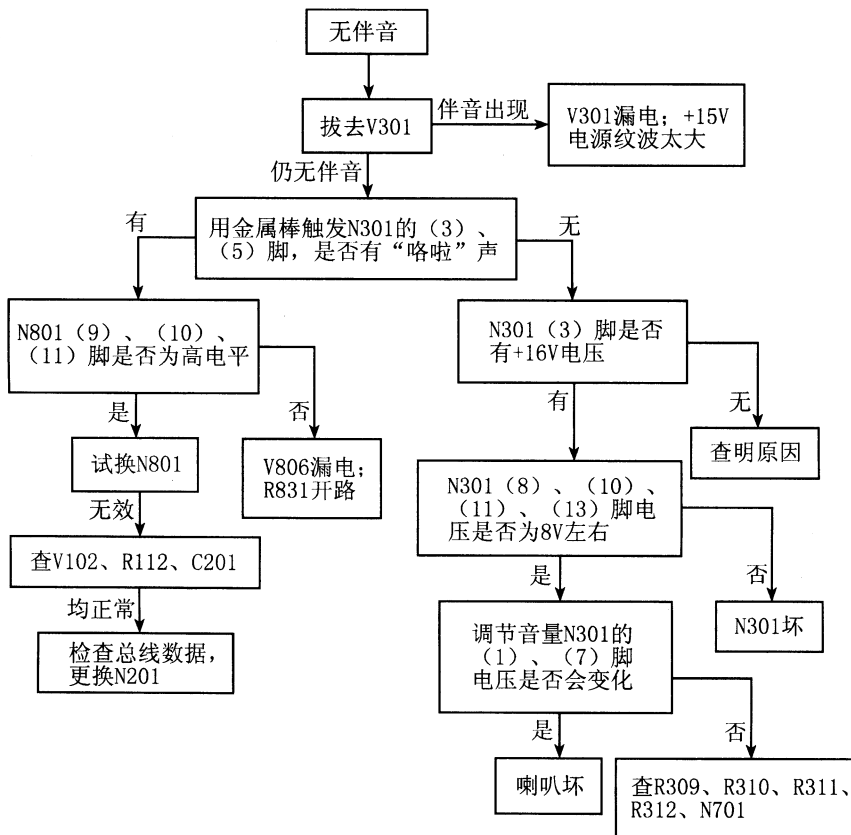 无伴音
拔去V301
伴音出现
V301漏电；+15V
电源纹波太大
仍无伴音
有
用金属棒触发N301的（3）、
（5）脚，是否有“咯啦”声
无
N801（9）、（10）、
（11）脚是否为高电平
N301（3）脚是否
有+16V电压
是
否
有
无
试换N801
V806漏电；
R831开路
查明原因
N301（8）、（10）、
（11）、（13）脚电
压是否为8V左右
无效
查V102、R112、C201
是
否
均正常
调节音量N301的
（1）、（7）脚
电压是否会变化
N301坏
检查总线数据，
更换N201
是
否
喇叭坏
查R309、R310、R311、
R312、N701